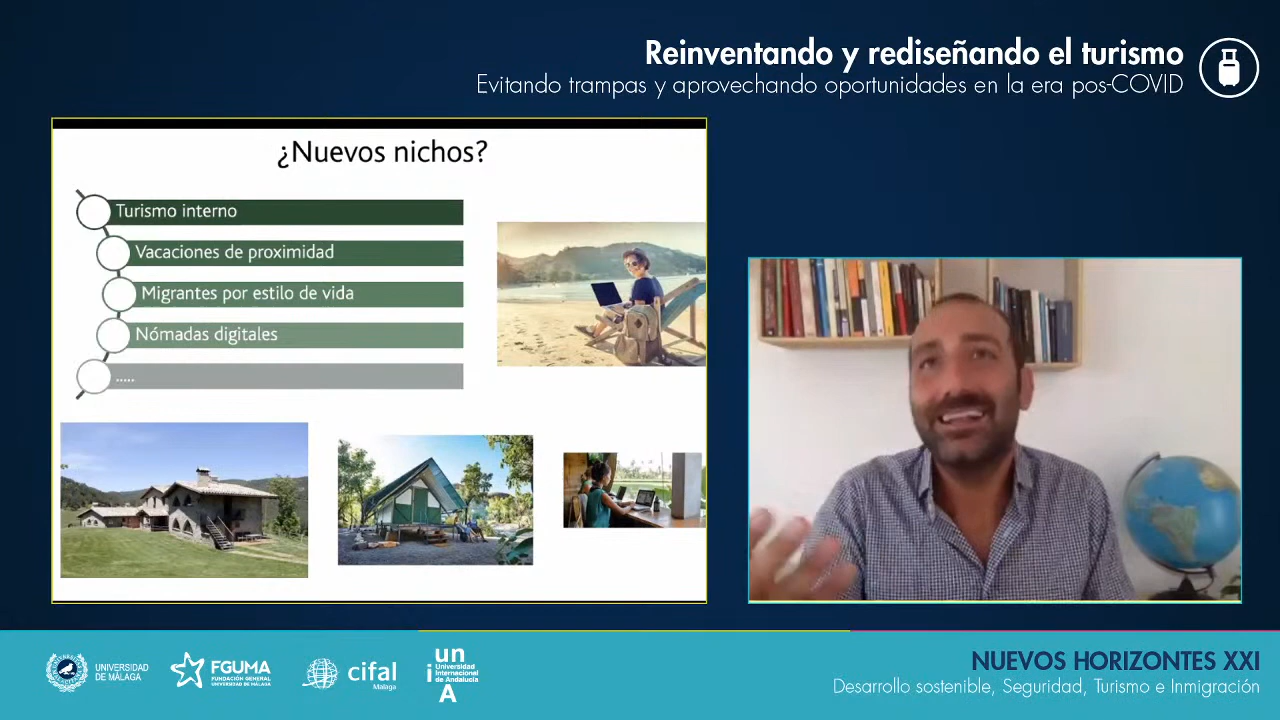 Reinventando y rediseñando el turismo
Evitando trampas y aprovechando oportunidades en la era pos-COVID
¿Nuevos nichos?
Turismo interno
Vacaciones de proximidad
Migrantes por estilo de vida
Nómadas digitales
.....
UNIVERSIDAD
DE MÁLAGA
FGUMA
FUNDACIÓN GENERAL
UNIVERSIDAD DE MÁLAGA
cifal
Málaga
un
i
Universidad
Internacional
de Andalucía
A
NUEVOS HORIZONTES XXI
Desarrollo sostenible, Seguridad, Turismo e Inmigración